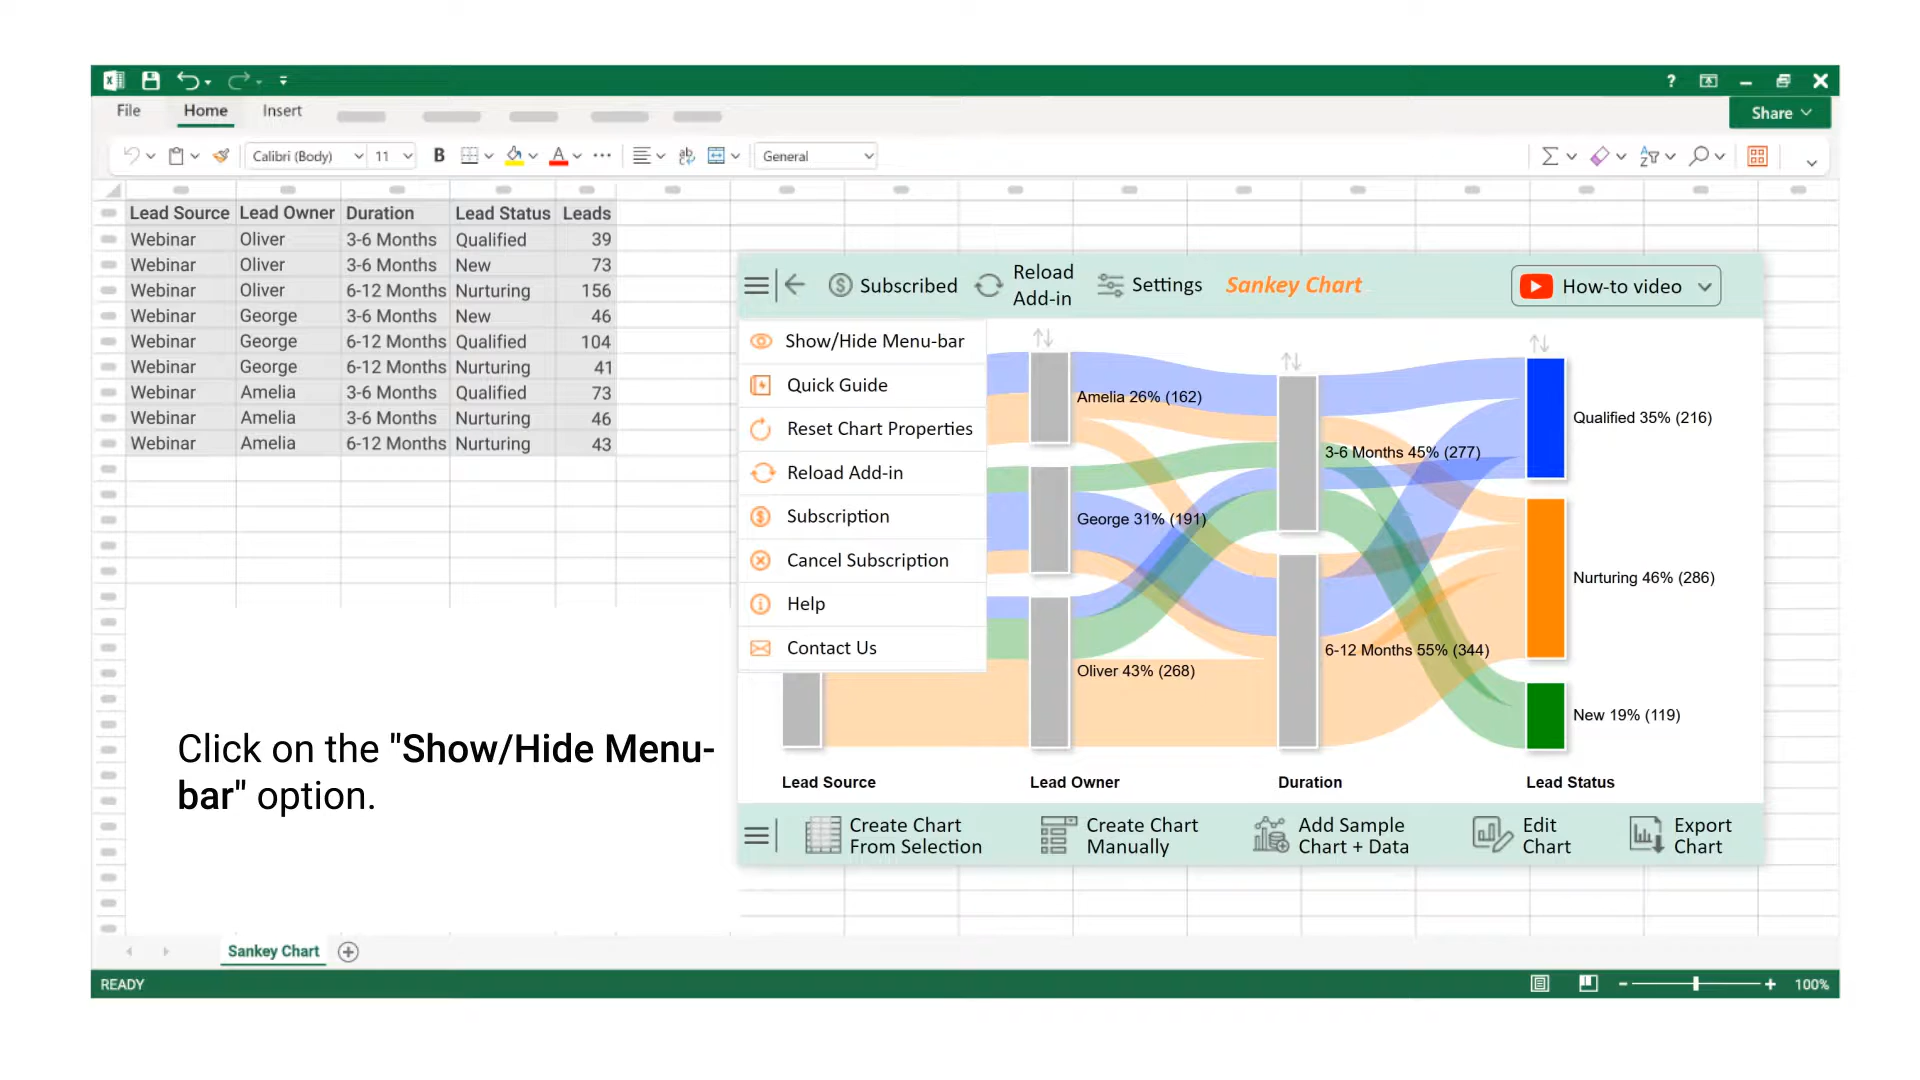 ?
File Home Insert
Share
Calibri (Body) 11 B A General
Lead Source Lead Owner Duration Lead Status Leads
Webinar Oliver 3-6 Months Qualified 39
Webinar Oliver 3-6 Months New 73
Webinar Oliver 6-12 Months Nurturing 156
Webinar George 3-6 Months New 46
Webinar George 6-12 Months Qualified 104
Webinar George 6-12 Months Nurturing 41
Webinar Amelia 3-6 Months Qualified 73
Webinar Amelia 3-6 Months Nurturing 46
Webinar Amelia 6-12 Months Nurturing 43
Subscribed
Reload
Add-in
Settings
Sankey Chart
How-to video
Show/Hide Menu-bar
Quick Guide
Reset Chart Properties
Reload Add-in
Subscription
Cancel Subscription
Help
Contact Us
Amelia 26% (162)
George 31% (191)
Oliver 43% (268)
3-6 Months 45% (277)
6-12 Months 55% (344)
Qualified 35% (216)
Nurturing 46% (286)
New 19% (119)
Lead Source Lead Owner Duration Lead Status
Create Chart
From Selection
Create Chart
Manually
Add Sample
Chart + Data
Edit
Chart
Export
Chart
Click on the "Show/Hide Menu-
bar" option.
Sankey Chart
READY
100%